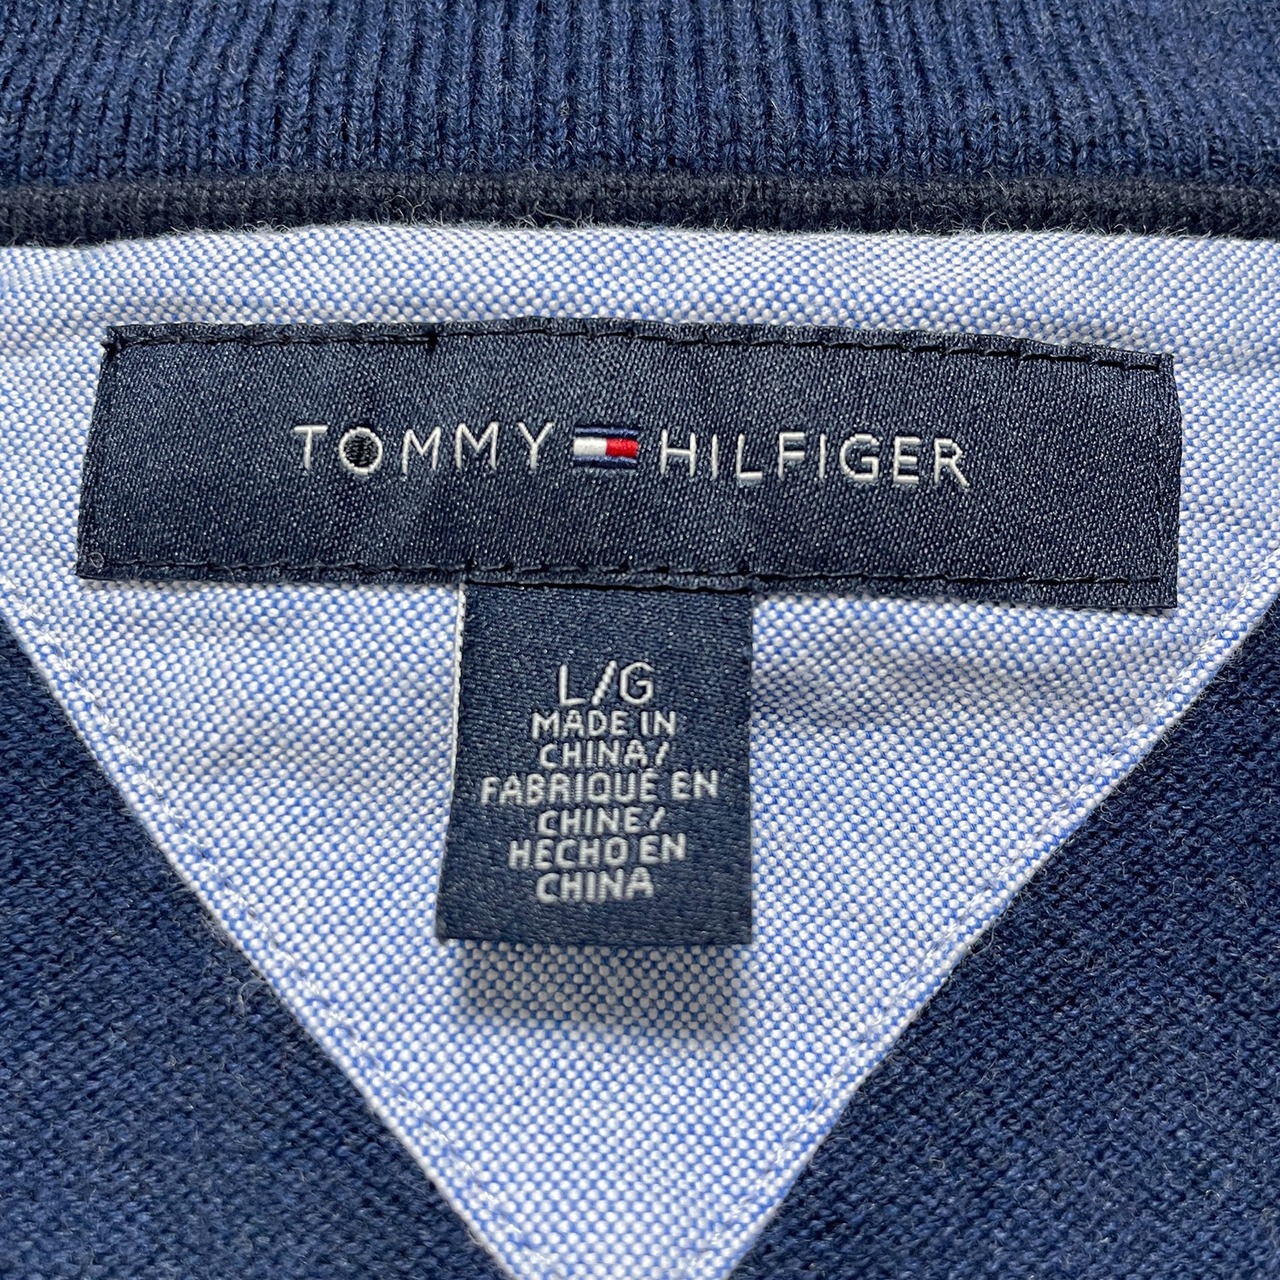 TOMMY HILFIGER
L/G
MADE IN
CHINA/
FABRIQUÉ EN
CHINE/
HECHO EN
CHINA